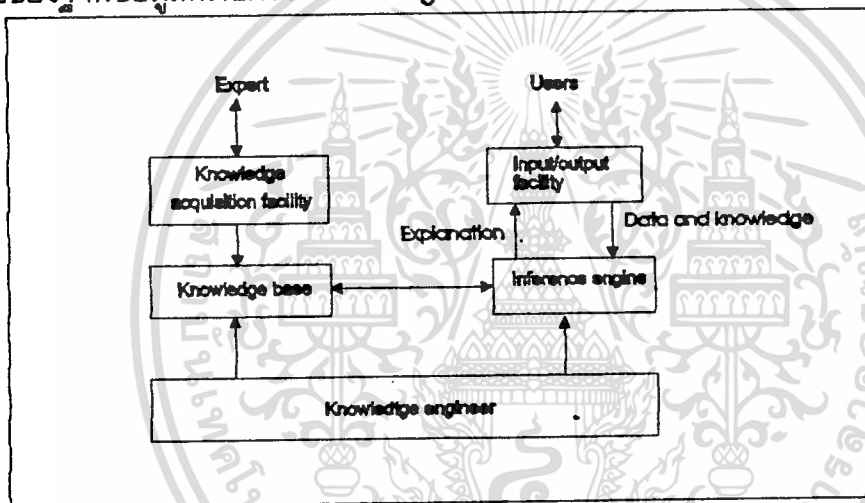 Expert
Users
Knowledge
acquisition facility
Input/output
facility
Explanation
Data and knowledge
Knowledge base
Inference engine
Knowledge engineer